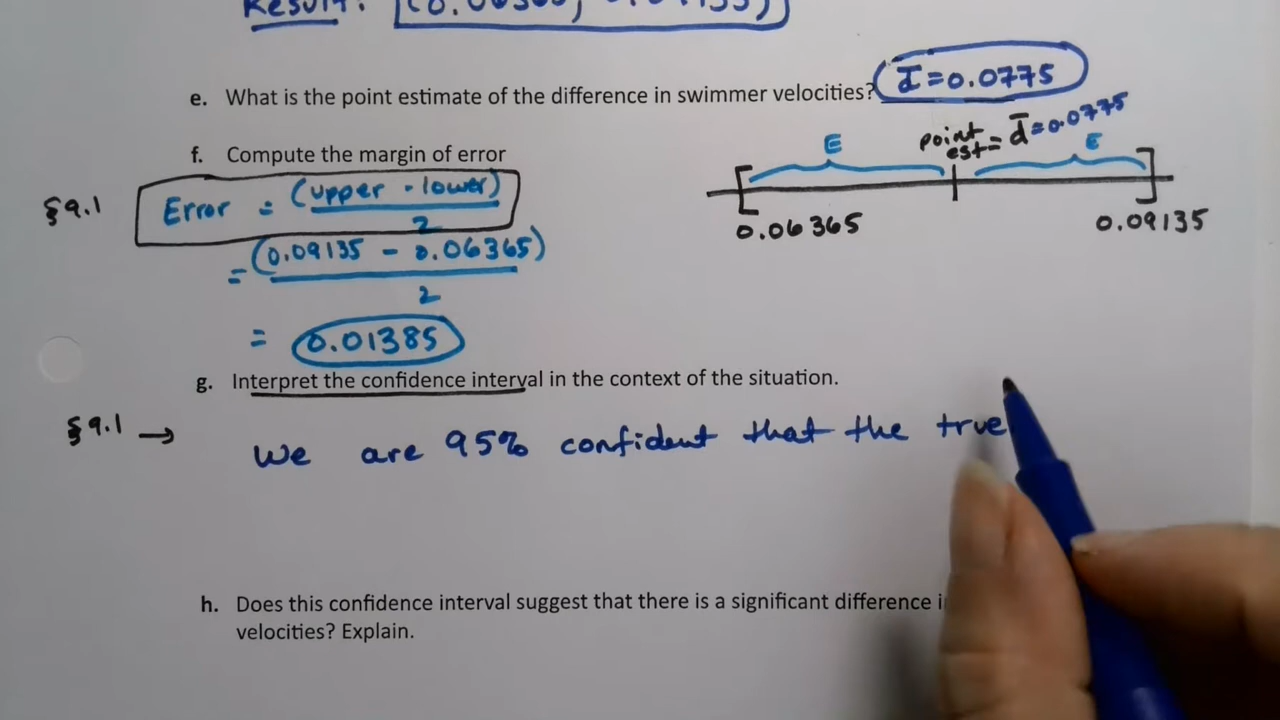 Result:
e. What is the point estimate of the difference in swimmer velocities? d̄ = 0.0775
point est = d̄ = 0.0775
E E
0.06365 0.09135
f. Compute the margin of error
§9.1 Error = (upper - lower)
2
= (0.09135 - 0.06365)
2
= 0.01385
g. Interpret the confidence interval in the context of the situation.
§9.1 → We are 95% confident that the true
h. Does this confidence interval suggest that there is a significant difference
velocities? Explain.